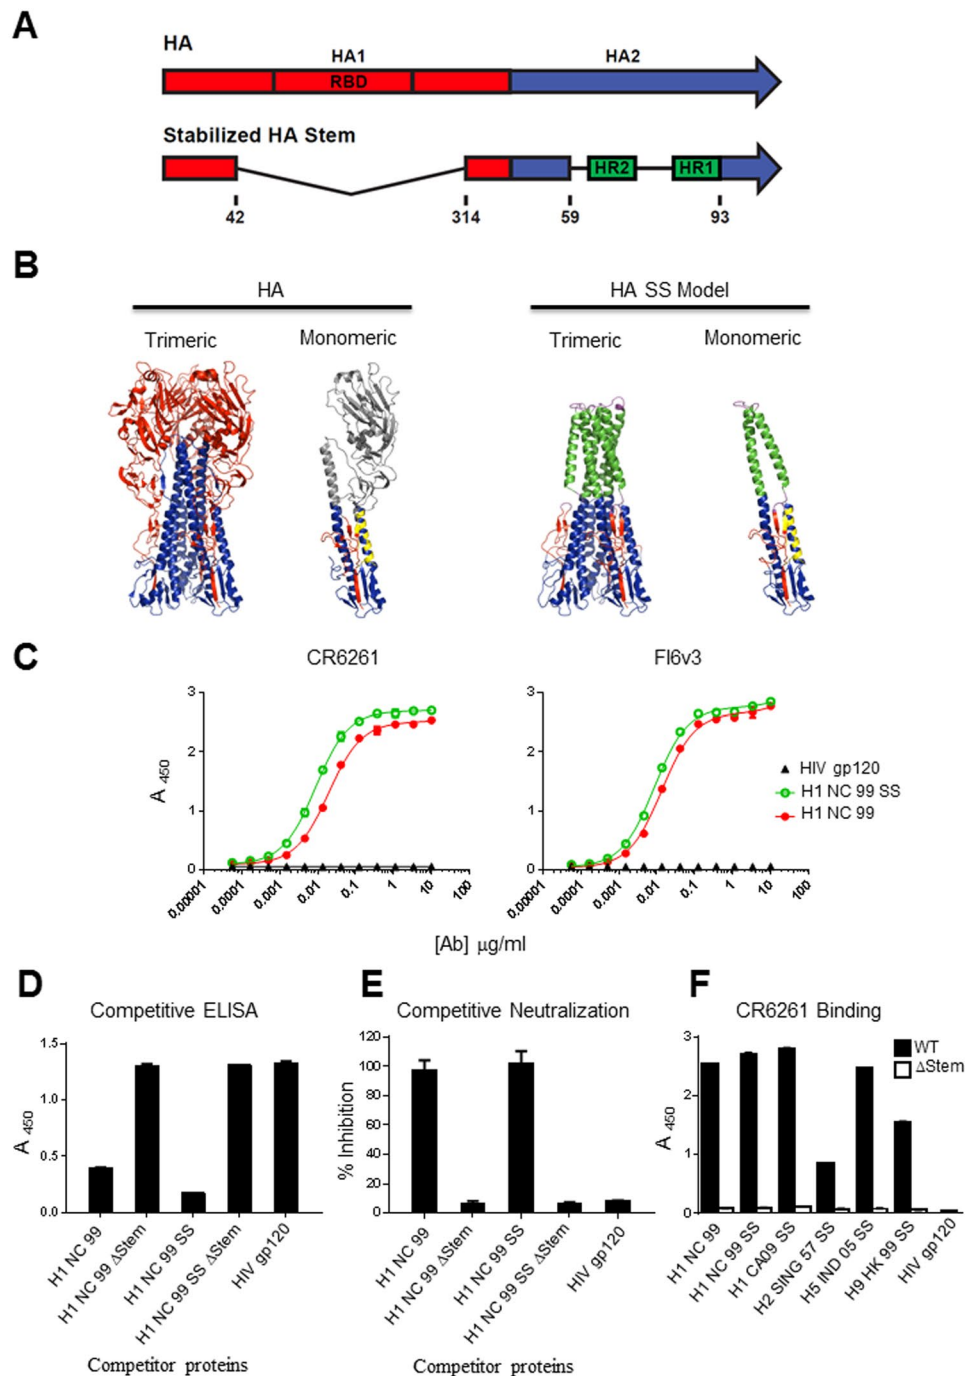 A
HA
HA1
HA2
RBD
Stabilized HA Stem
HR2
HR1
42
314
59
93
B
HA
HA SS Model
Trimeric
Monomeric
Trimeric
Monomeric
C
CR6261
FI6v3
3
2
1
0
A 450
0.00001
0.0001
0.001
0.01
0.1
1
10
100
3
2
1
0
0.00001
0.0001
0.001
0.01
0.1
1
10
100
HIV gp120
H1 NC 99 SS
H1 NC 99
[Ab] µg/ml
D
Competitive ELISA
1.5
1.0
0.5
0.0
A 450
H1 NC 99
H1 NC 99 ΔStem
H1 NC 99 SS
H1 NC 99 SS ΔStem
HIV gp120
Competitor proteins
E
Competitive Neutralization
120
100
80
60
40
20
0
% Inhibition
H1 NC 99
H1 NC 99 ΔStem
H1 NC 99 SS
H1 NC 99 SS ΔStem
HIV gp120
Competitor proteins
F
CR6261 Binding
WT
ΔStem
3
2
1
0
A 450
H1 NC 99
H1 NC 99 SS
H1 CA09 SS
H2 SING 57 SS
H5 IND 05 SS
H9 HK 99 SS
HIV gp120